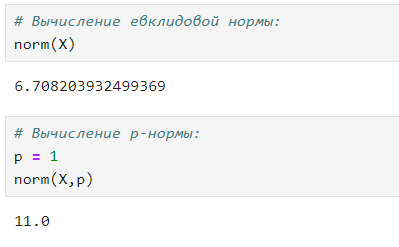 # Вычисление евклидовой нормы:
norm(X)
6.708203932499369
# Вычисление p-нормы:
p = 1
norm(X,p)
11.0